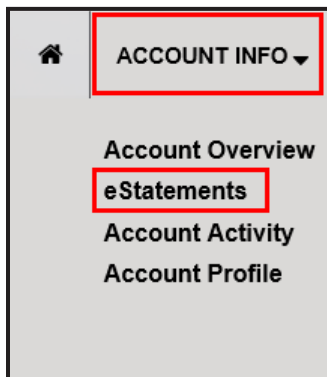 ACCOUNT INFO
Account Overview
eStatements
Account Activity
Account Profile